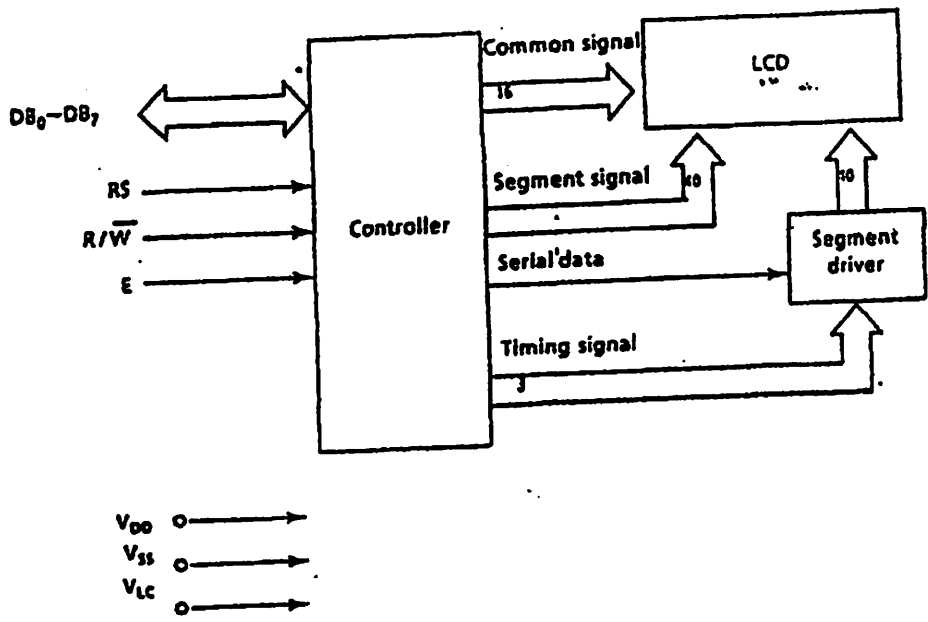 Common signal
16
LCD
DB0–DB7
RS
R/W̅
E
Controller
Segment signal
40
Serial data
Segment
driver
Timing signal
3
VDD
VSS
VLC